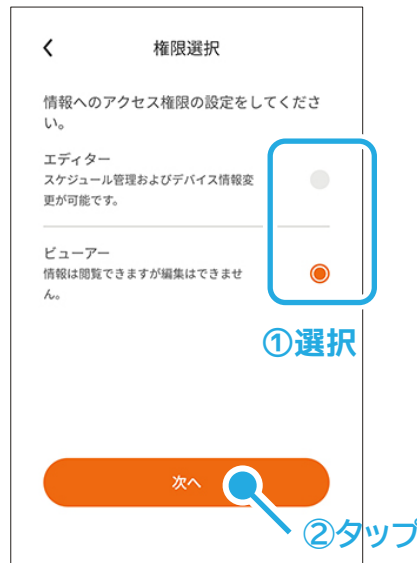 権限選択
情報へのアクセス権限の設定をしてくださ
い。
エディター
スケジュール管理およびデバイス情報変
更が可能です。
ビューアー
情報は閲覧できますが編集はできませ
ん。
①選択
次へ
②タップ